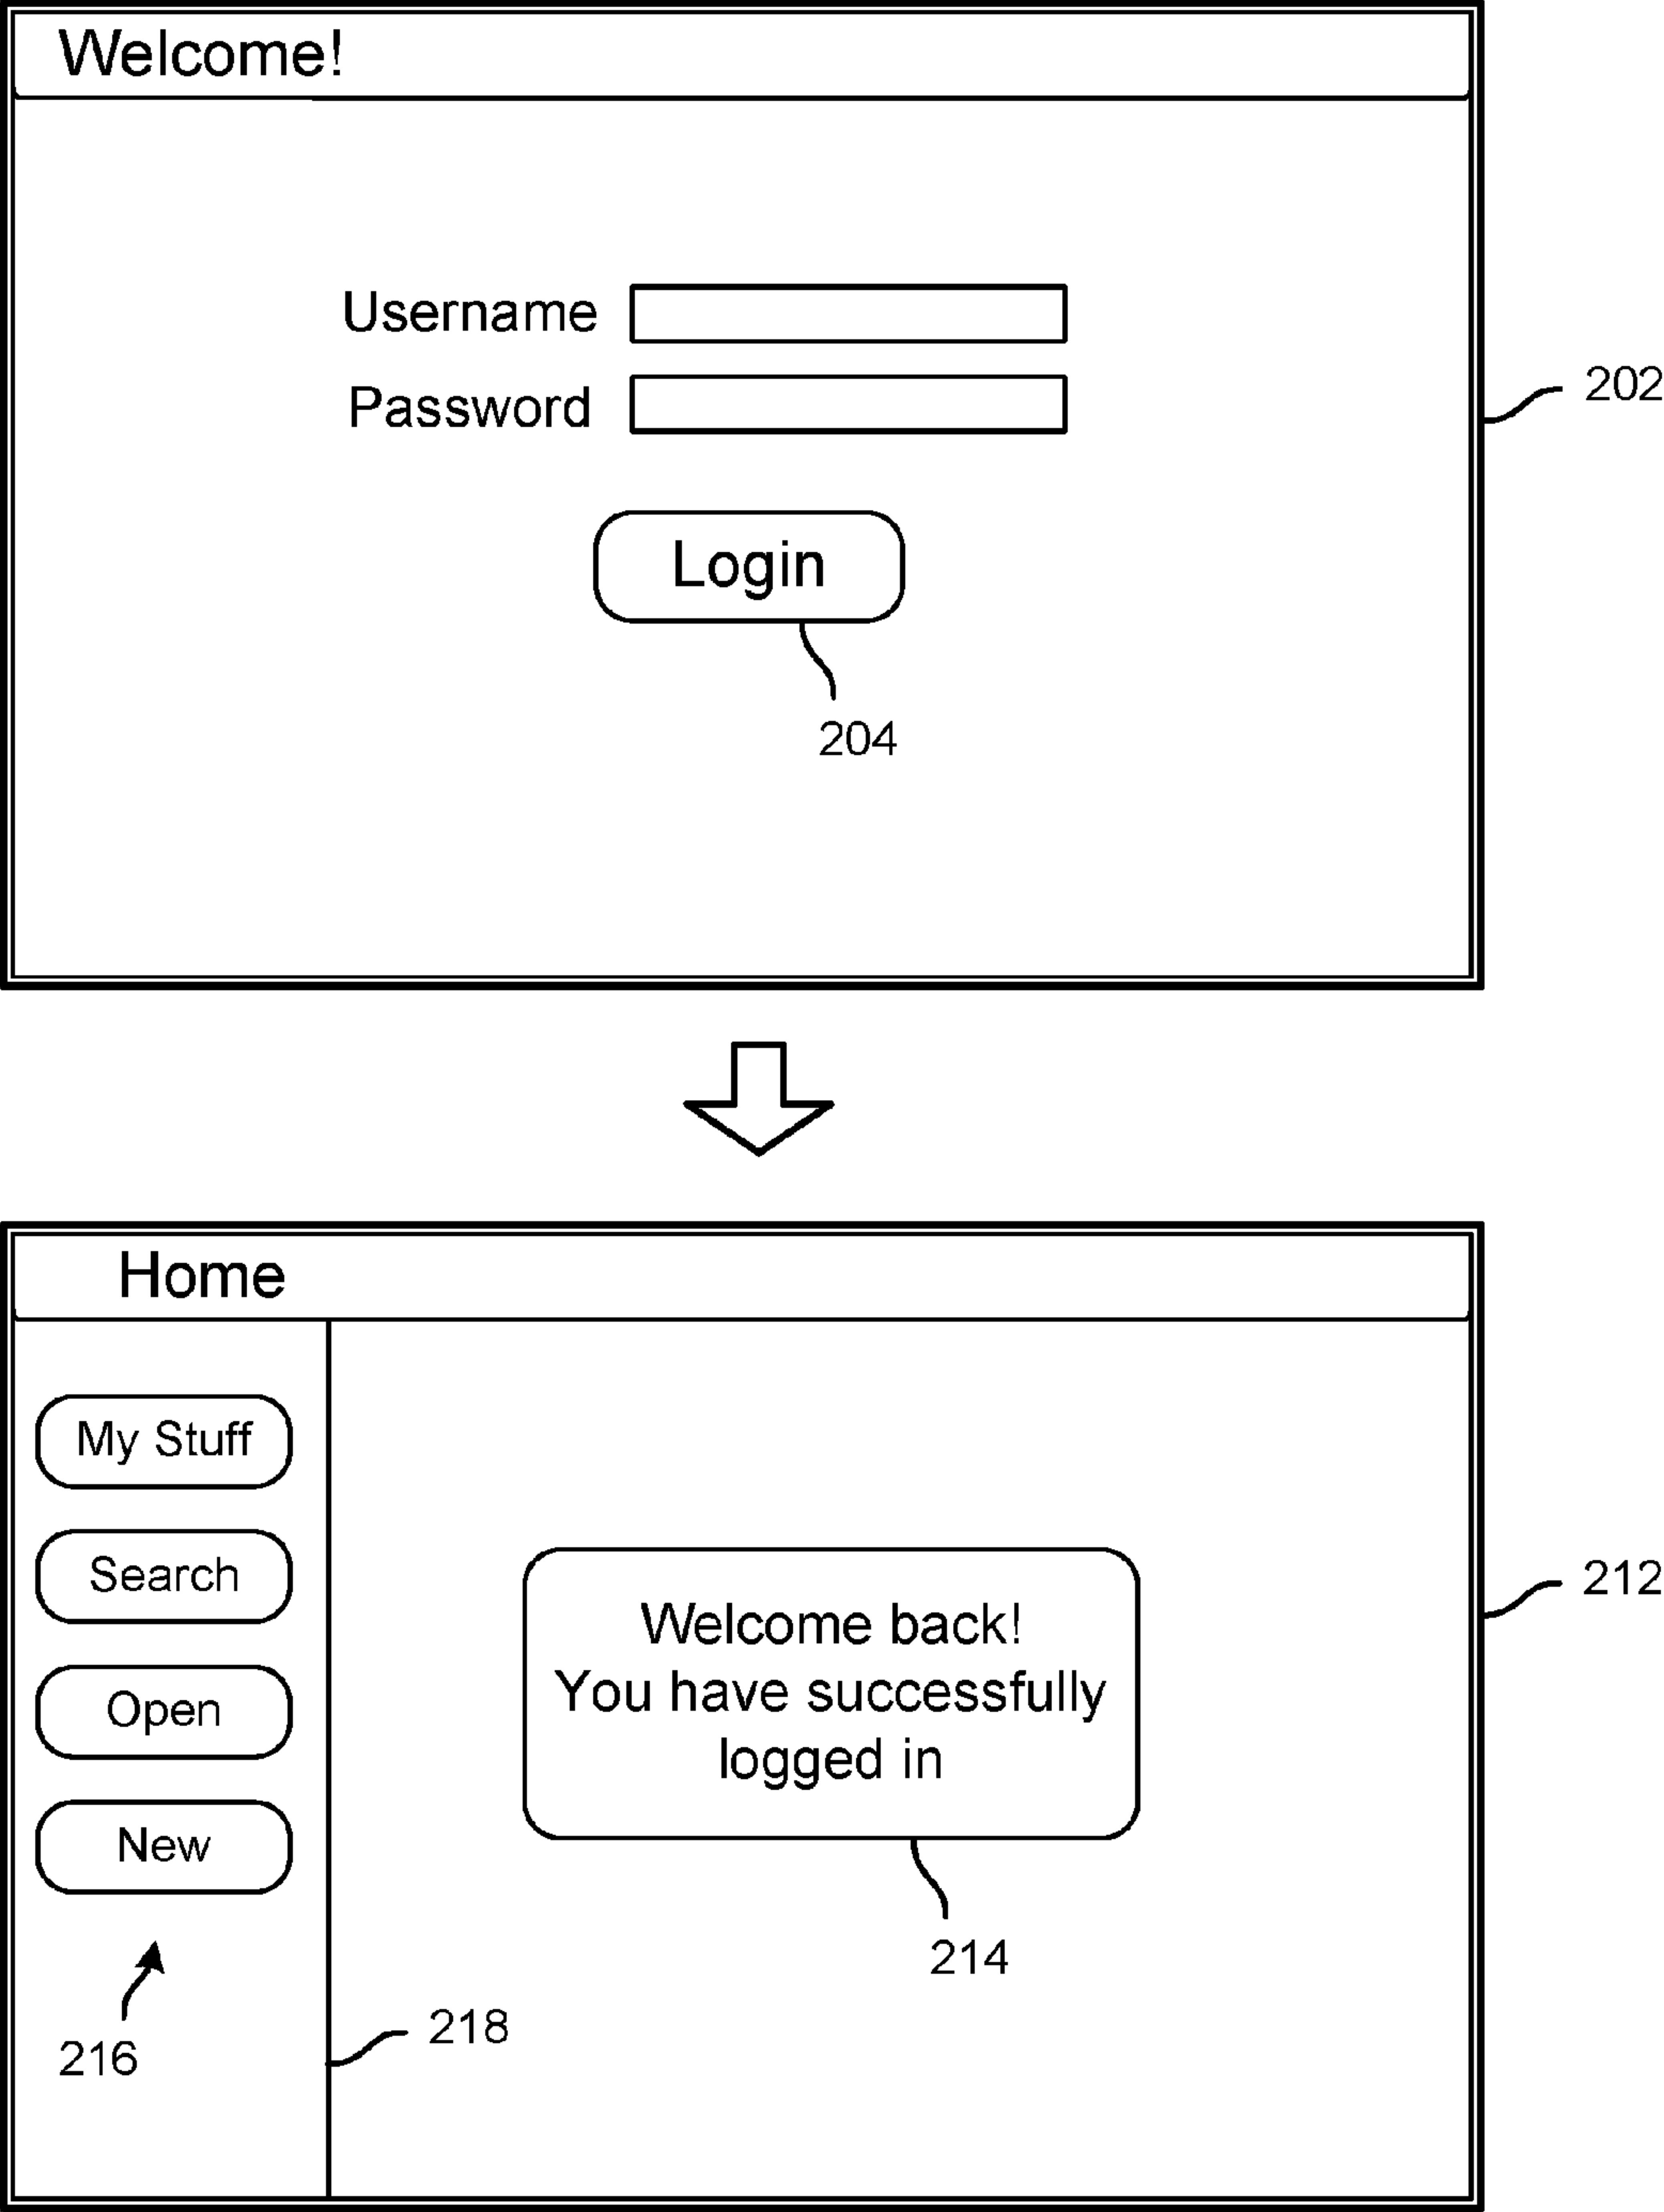 Welcome!
Username
Password
202
Login
204
Home
My Stuff
Search
Open
New
Welcome back!
You have successfully
logged in
212
214
216
218